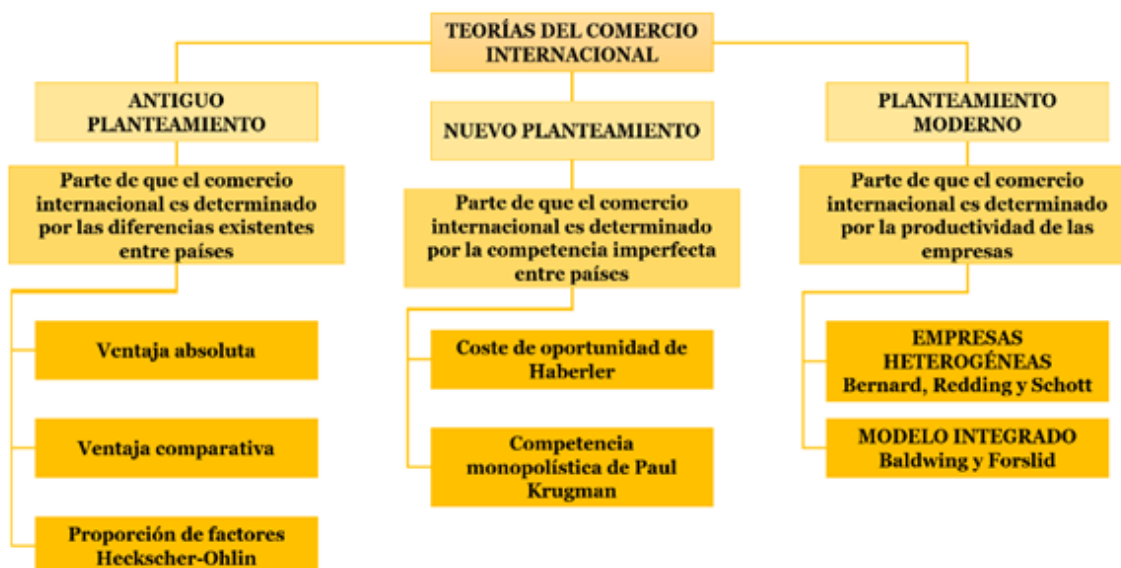 TEORÍAS DEL COMERCIO
INTERNACIONAL
ANTIGUO
PLANTEAMIENTO
Parte de que el comercio
internacional es determinado
por las diferencias existentes
entre países
Ventaja absoluta
Ventaja comparativa
Proporción de factores
Heckscher-Ohlin
NUEVO PLANTEAMIENTO
Parte de que el comercio
internacional es determinado
por la competencia imperfecta
entre países
Coste de oportunidad de
Haberler
Competencia
monopolística de Paul
Krugman
PLANTEAMIENTO
MODERNO
Parte de que el comercio
internacional es determinado
por la productividad de las
empresas
EMPRESAS
HETEROGÉNEAS
Bernard, Redding y Schott
MODELO INTEGRADO
Baldwing y Forslid